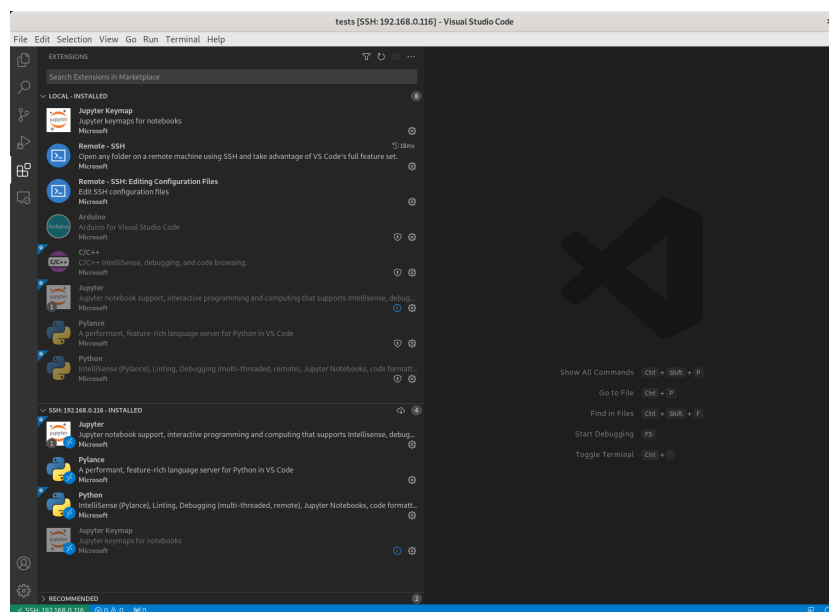 tests [SSH: 192.168.0.116] - Visual Studio Code
File Edit Selection View Go Run Terminal Help
EXTENSIONS
Search Extensions in Marketplace
LOCAL - INSTALLED 8
Jupyter Keymap
Jupyter keymaps for notebooks
Microsoft
Remote - SSH 18ms
Open any folder on a remote machine using SSH and take advantage of VS Code's full feature set.
Microsoft
Remote - SSH: Editing Configuration Files
Edit SSH configuration files
Microsoft
Arduino
Arduino for Visual Studio Code
Microsoft
C/C++
C/C++ IntelliSense, debugging, and code browsing.
Microsoft
Jupyter
Jupyter notebook support, interactive programming and computing that supports Intellisense, debug...
Microsoft
Pylance
A performant, feature-rich language server for Python in VS Code
Microsoft
Python
IntelliSense (Pylance), Linting, Debugging (multi-threaded, remote), Jupyter Notebooks, code formatt...
Microsoft
SSH: 192.168.0.116 - INSTALLED 4
Jupyter
Jupyter notebook support, interactive programming and computing that supports Intellisense, debug...
Microsoft
Pylance
A performant, feature-rich language server for Python in VS Code
Microsoft
Python
IntelliSense (Pylance), Linting, Debugging (multi-threaded, remote), Jupyter Notebooks, code formatt...
Microsoft
Jupyter Keymap
Jupyter keymaps for notebooks
Microsoft
RECOMMENDED 2
Show All Commands Ctrl + Shift + P
Go to File Ctrl + P
Find in Files Ctrl + Shift + F
Start Debugging F5
Toggle Terminal Ctrl + `
SSH: 192.168.0.116 0 0 0